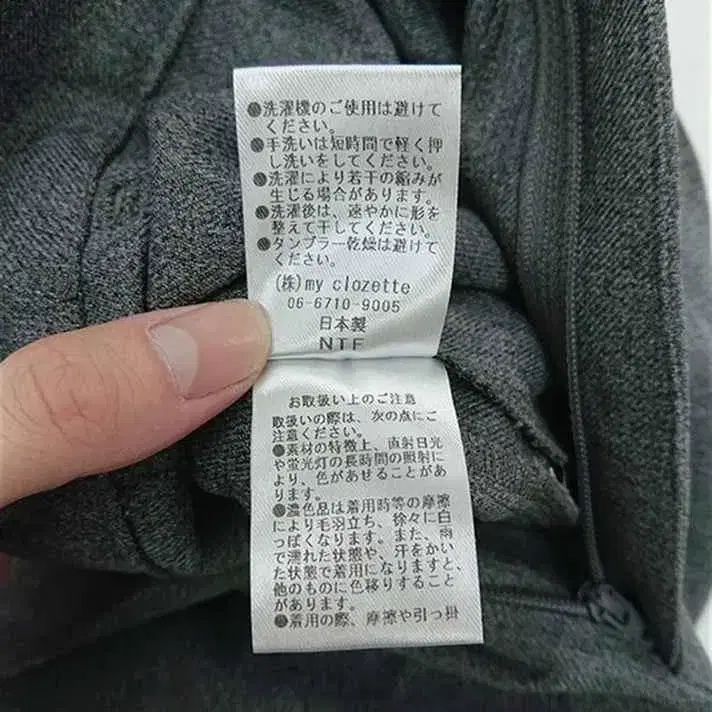 ●洗濯機のご使用は避けて
ください。
●手洗いは短時間で軽く押
し洗いをしてください。
●洗濯により若干の縮みが
生じる場合があります。
●洗濯後は、速やかに形を
整えて干してください。
●タンブラー乾燥は避けて
ください。
(株)my clozette
06-6710-9005
日本製
NTF
お取扱い上のご注意
取扱いの際は、次の点にご
注意ください。
●素材の特徴上、直射日光
や蛍光灯の長時間の照射に
より、色があせることがあ
ります。
●濃色品は着用時等の摩擦
により毛羽立ち、徐々に白
っぽくなります。また、雨
で濡れた状態や、汗をかい
た状態で着用になりますと、
他のものに色移りすること
があります。
●着用の際、摩擦や引っ掛